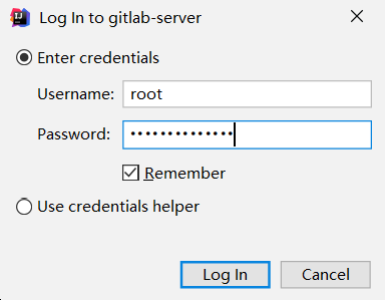 Log In to gitlab-server
Enter credentials
Username: root
Password: ••••••••••••••
Remember
Use credentials helper
Log In Cancel